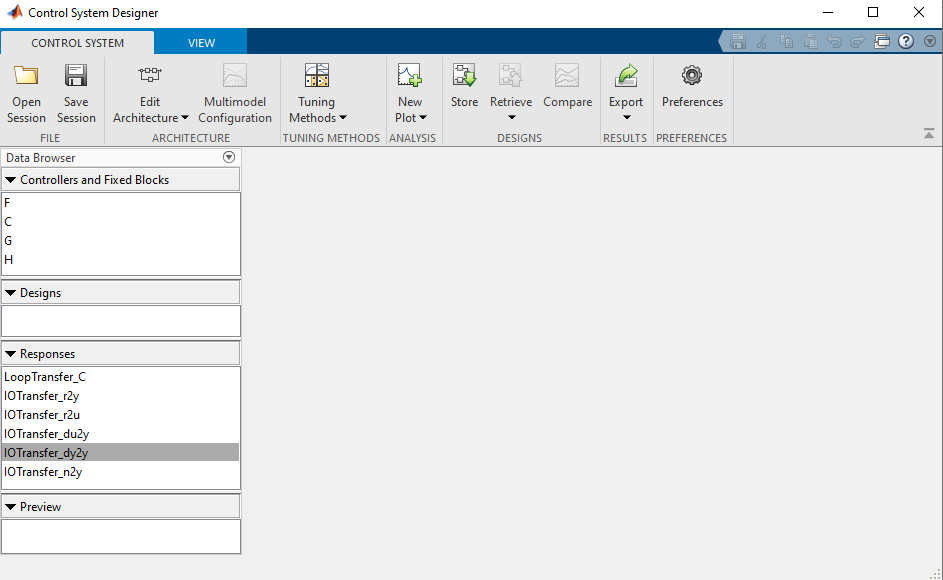 Control System Designer
CONTROL SYSTEM VIEW
Open Session Save Session Edit Architecture Multimodel Configuration Tuning Methods New Plot Store Retrieve Compare Export Preferences
FILE ARCHITECTURE TUNING METHODS ANALYSIS DESIGNS RESULTS PREFERENCES
Data Browser
Controllers and Fixed Blocks
F
C
G
H
Designs
Responses
LoopTransfer_C
IOTransfer_r2y
IOTransfer_r2u
IOTransfer_du2y
IOTransfer_dy2y
IOTransfer_n2y
Preview